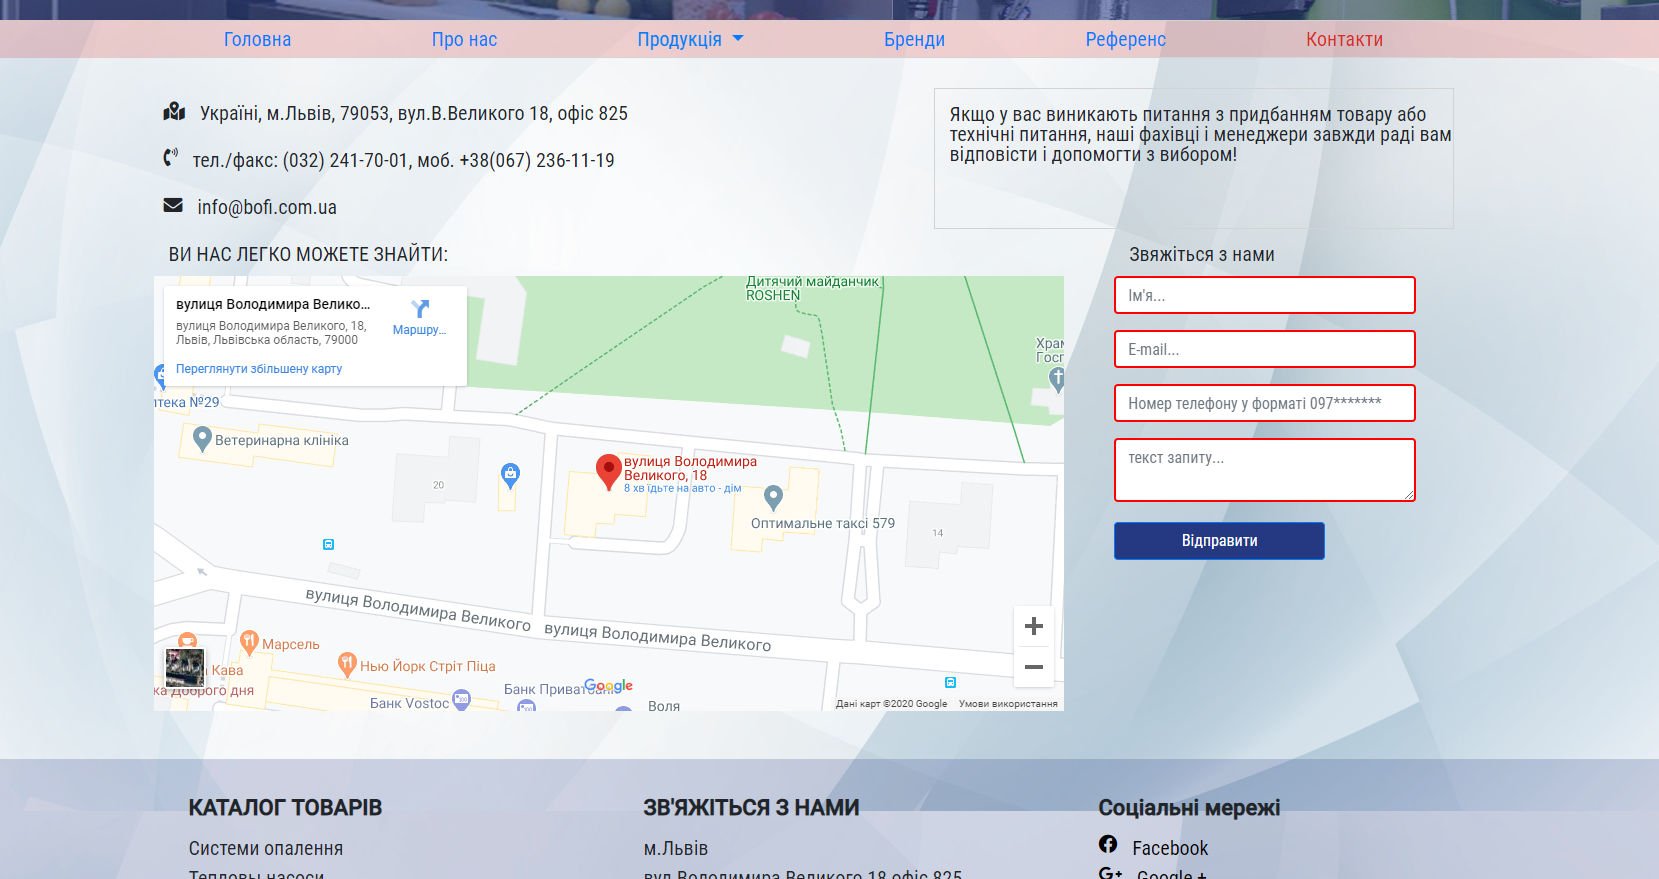 Головна
Про нас
Продукція
Бренди
Референс
Контакти
Україні, м.Львів, 79053, вул.В.Великого 18, офіс 825
тел./факс: (032) 241-70-01, моб. +38(067) 236-11-19
info@bofi.com.ua
Якщо у вас виникають питання з придбанням товару або
технічні питання, наші фахівці і менеджери завжди раді вам
відповісти і допомогти з вибором!
ВИ НАС ЛЕГКО МОЖЕТЕ ЗНАЙТИ:
вулиця Володимира Велико...
вулиця Володимира Великого, 18,
Львів, Львівська область, 79000
Маршру...
Переглянути збільшену карту
Дитячий майданчик
ROSHEN
Храм
Госп
птека №29
Ветеринарна клініка
20
вулиця Володимира
Великого, 18
8 хв їдьте на авто - дім
Оптимальне таксі 579
14
вулиця Володимира Великого
вулиця Володимира Великого
Марсель
Нью Йорк Стріт Піца
Кава
ка Доброго дня
Банк Приватбанк
Банк Vostoc
Воля
Google
Дані карт ©2020 Google
Умови використання
Звяжіться з нами
Ім'я...
E-mail...
Номер телефону у форматі 097*******
текст запиту...
Відправити
КАТАЛОГ ТОВАРІВ
Системи опалення
Теплові насоси
ЗВ'ЯЖІТЬСЯ З НАМИ
м.Львів
вул.Володимира Великого 18 офіс 825
Соціальні мережі
Facebook
Google +